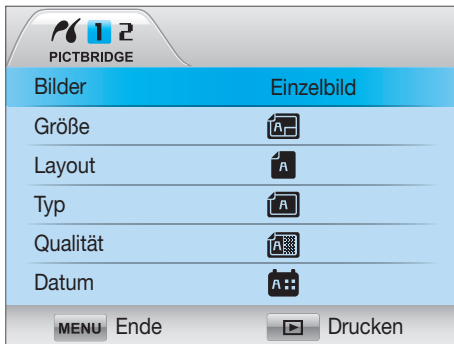 1 2
PICTBRIDGE
Bilder Einzelbild
Größe A
Layout A
Typ A
Qualität A
Datum A
MENU Ende Drucken